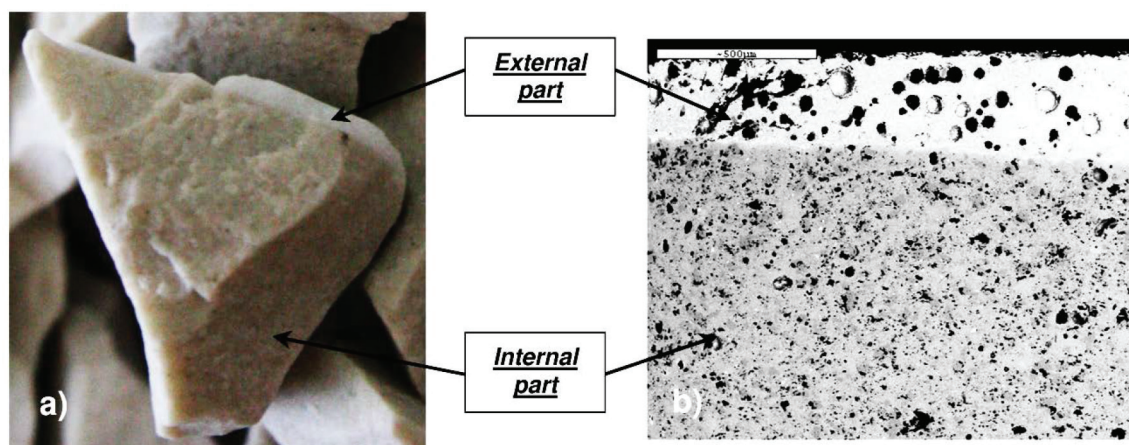 External
part
~500µm
Internal
part
a)
b)